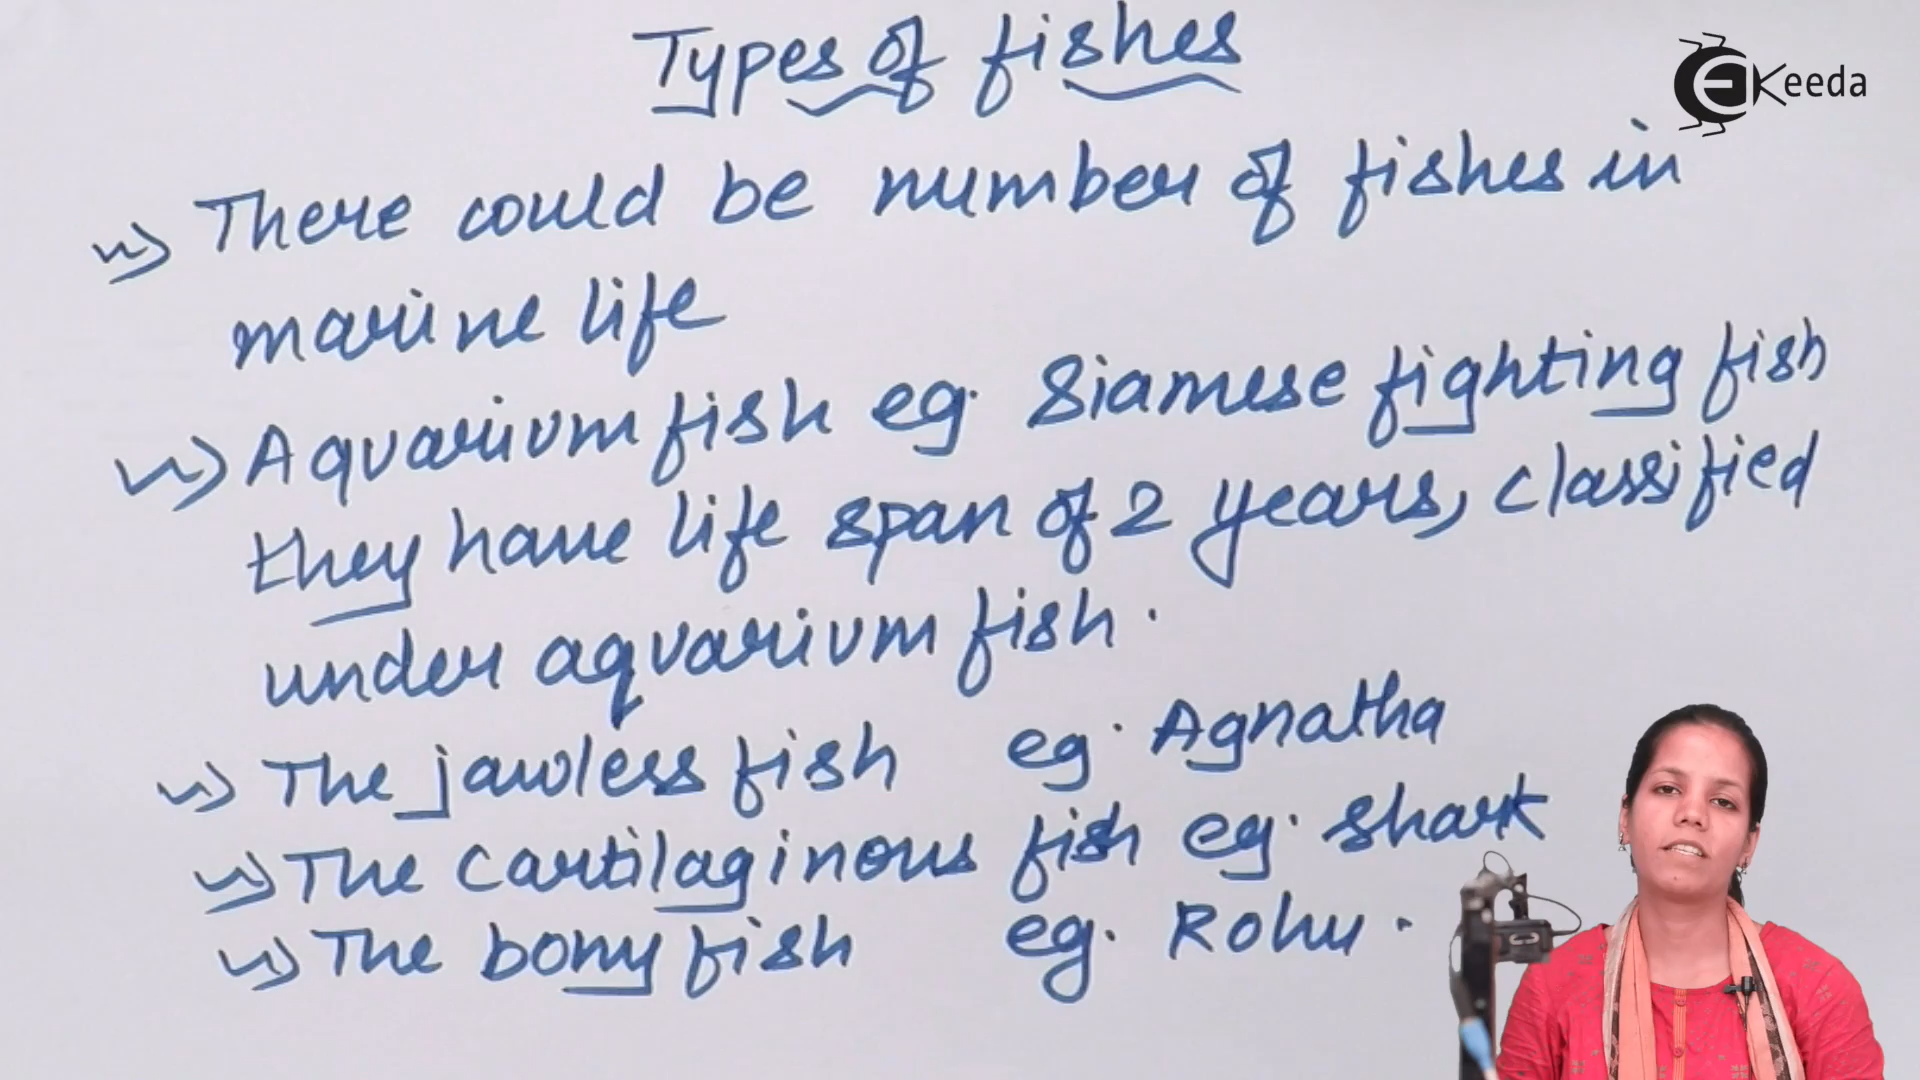 Types of fishes
EKeeda
There could be number of fishes in
marine life
Aquarium fish eg. Siamese fighting fish
they have life span of 2 years, classified
under aquarium fish.
The jawless fish eg. Agnatha
The cartilaginous fish eg. shark
The bony fish eg. Rohu.